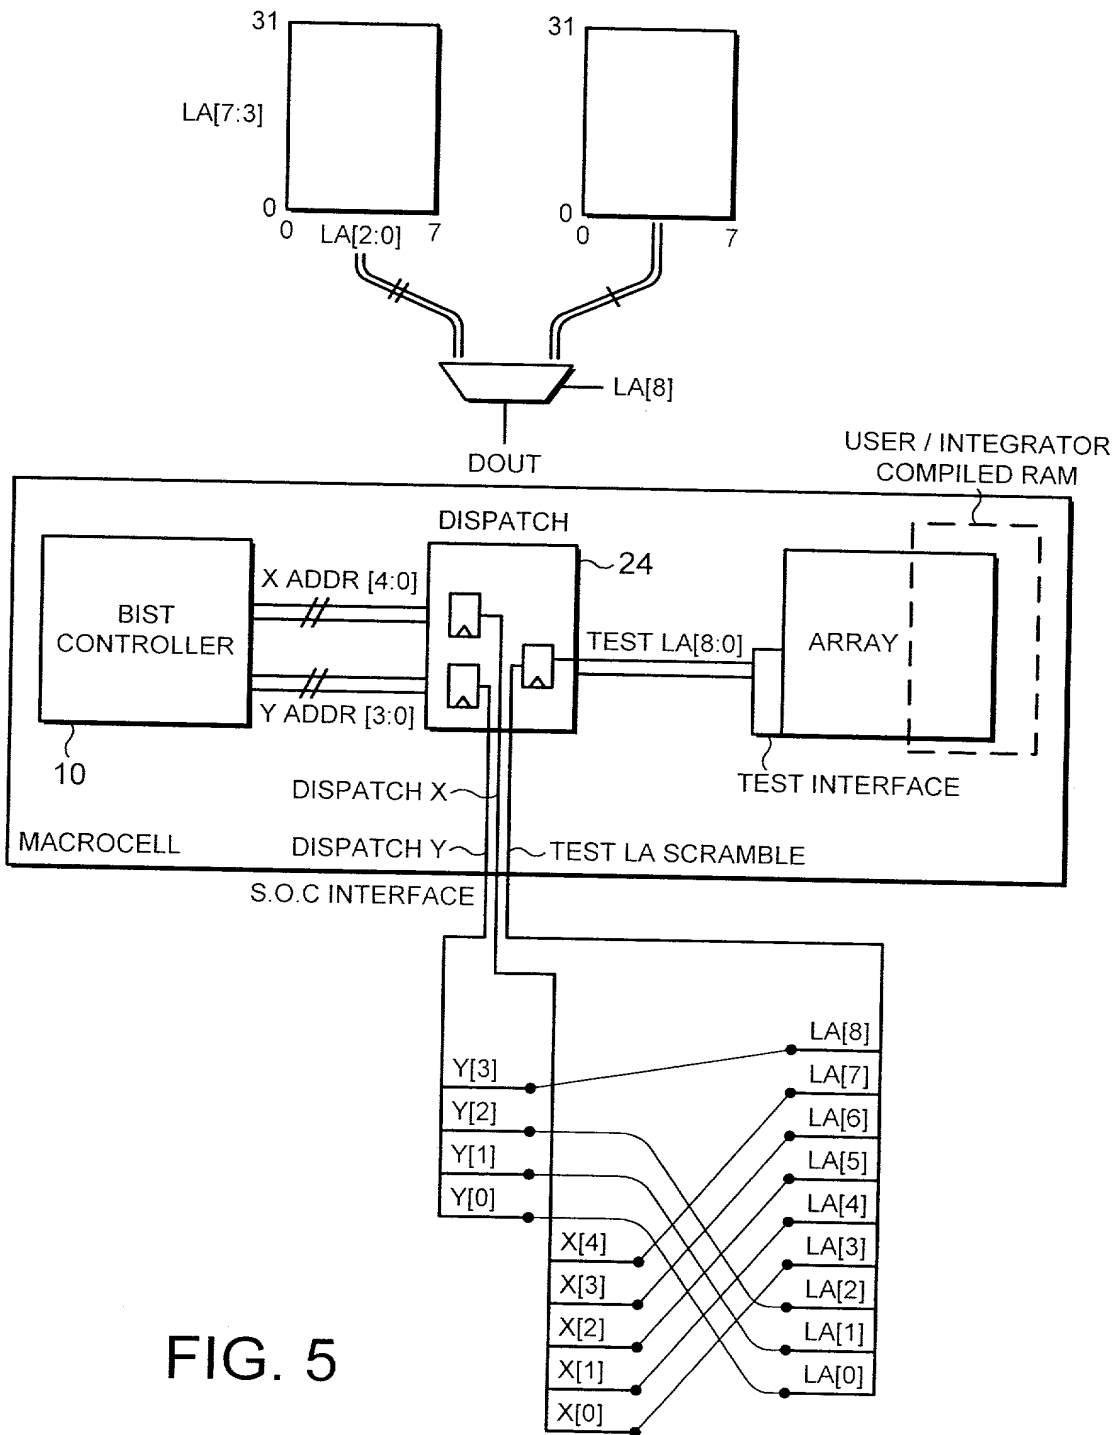 31
31
LA[7:3]
0
0
0
LA[2:0]
7
0
7
LA[8]
DOUT
USER / INTEGRATOR
COMPILED RAM
DISPATCH
24
X ADDR [4:0]
BIST
CONTROLLER
TEST LA[8:0]
ARRAY
Y ADDR [3:0]
10
TEST INTERFACE
DISPATCH X
MACROCELL
DISPATCH Y
TEST LA SCRAMBLE
S.O.C INTERFACE
LA[8]
Y[3]
LA[7]
Y[2]
LA[6]
Y[1]
LA[5]
Y[0]
LA[4]
X[4]
LA[3]
X[3]
LA[2]
X[2]
LA[1]
X[1]
LA[0]
X[0]
FIG. 5